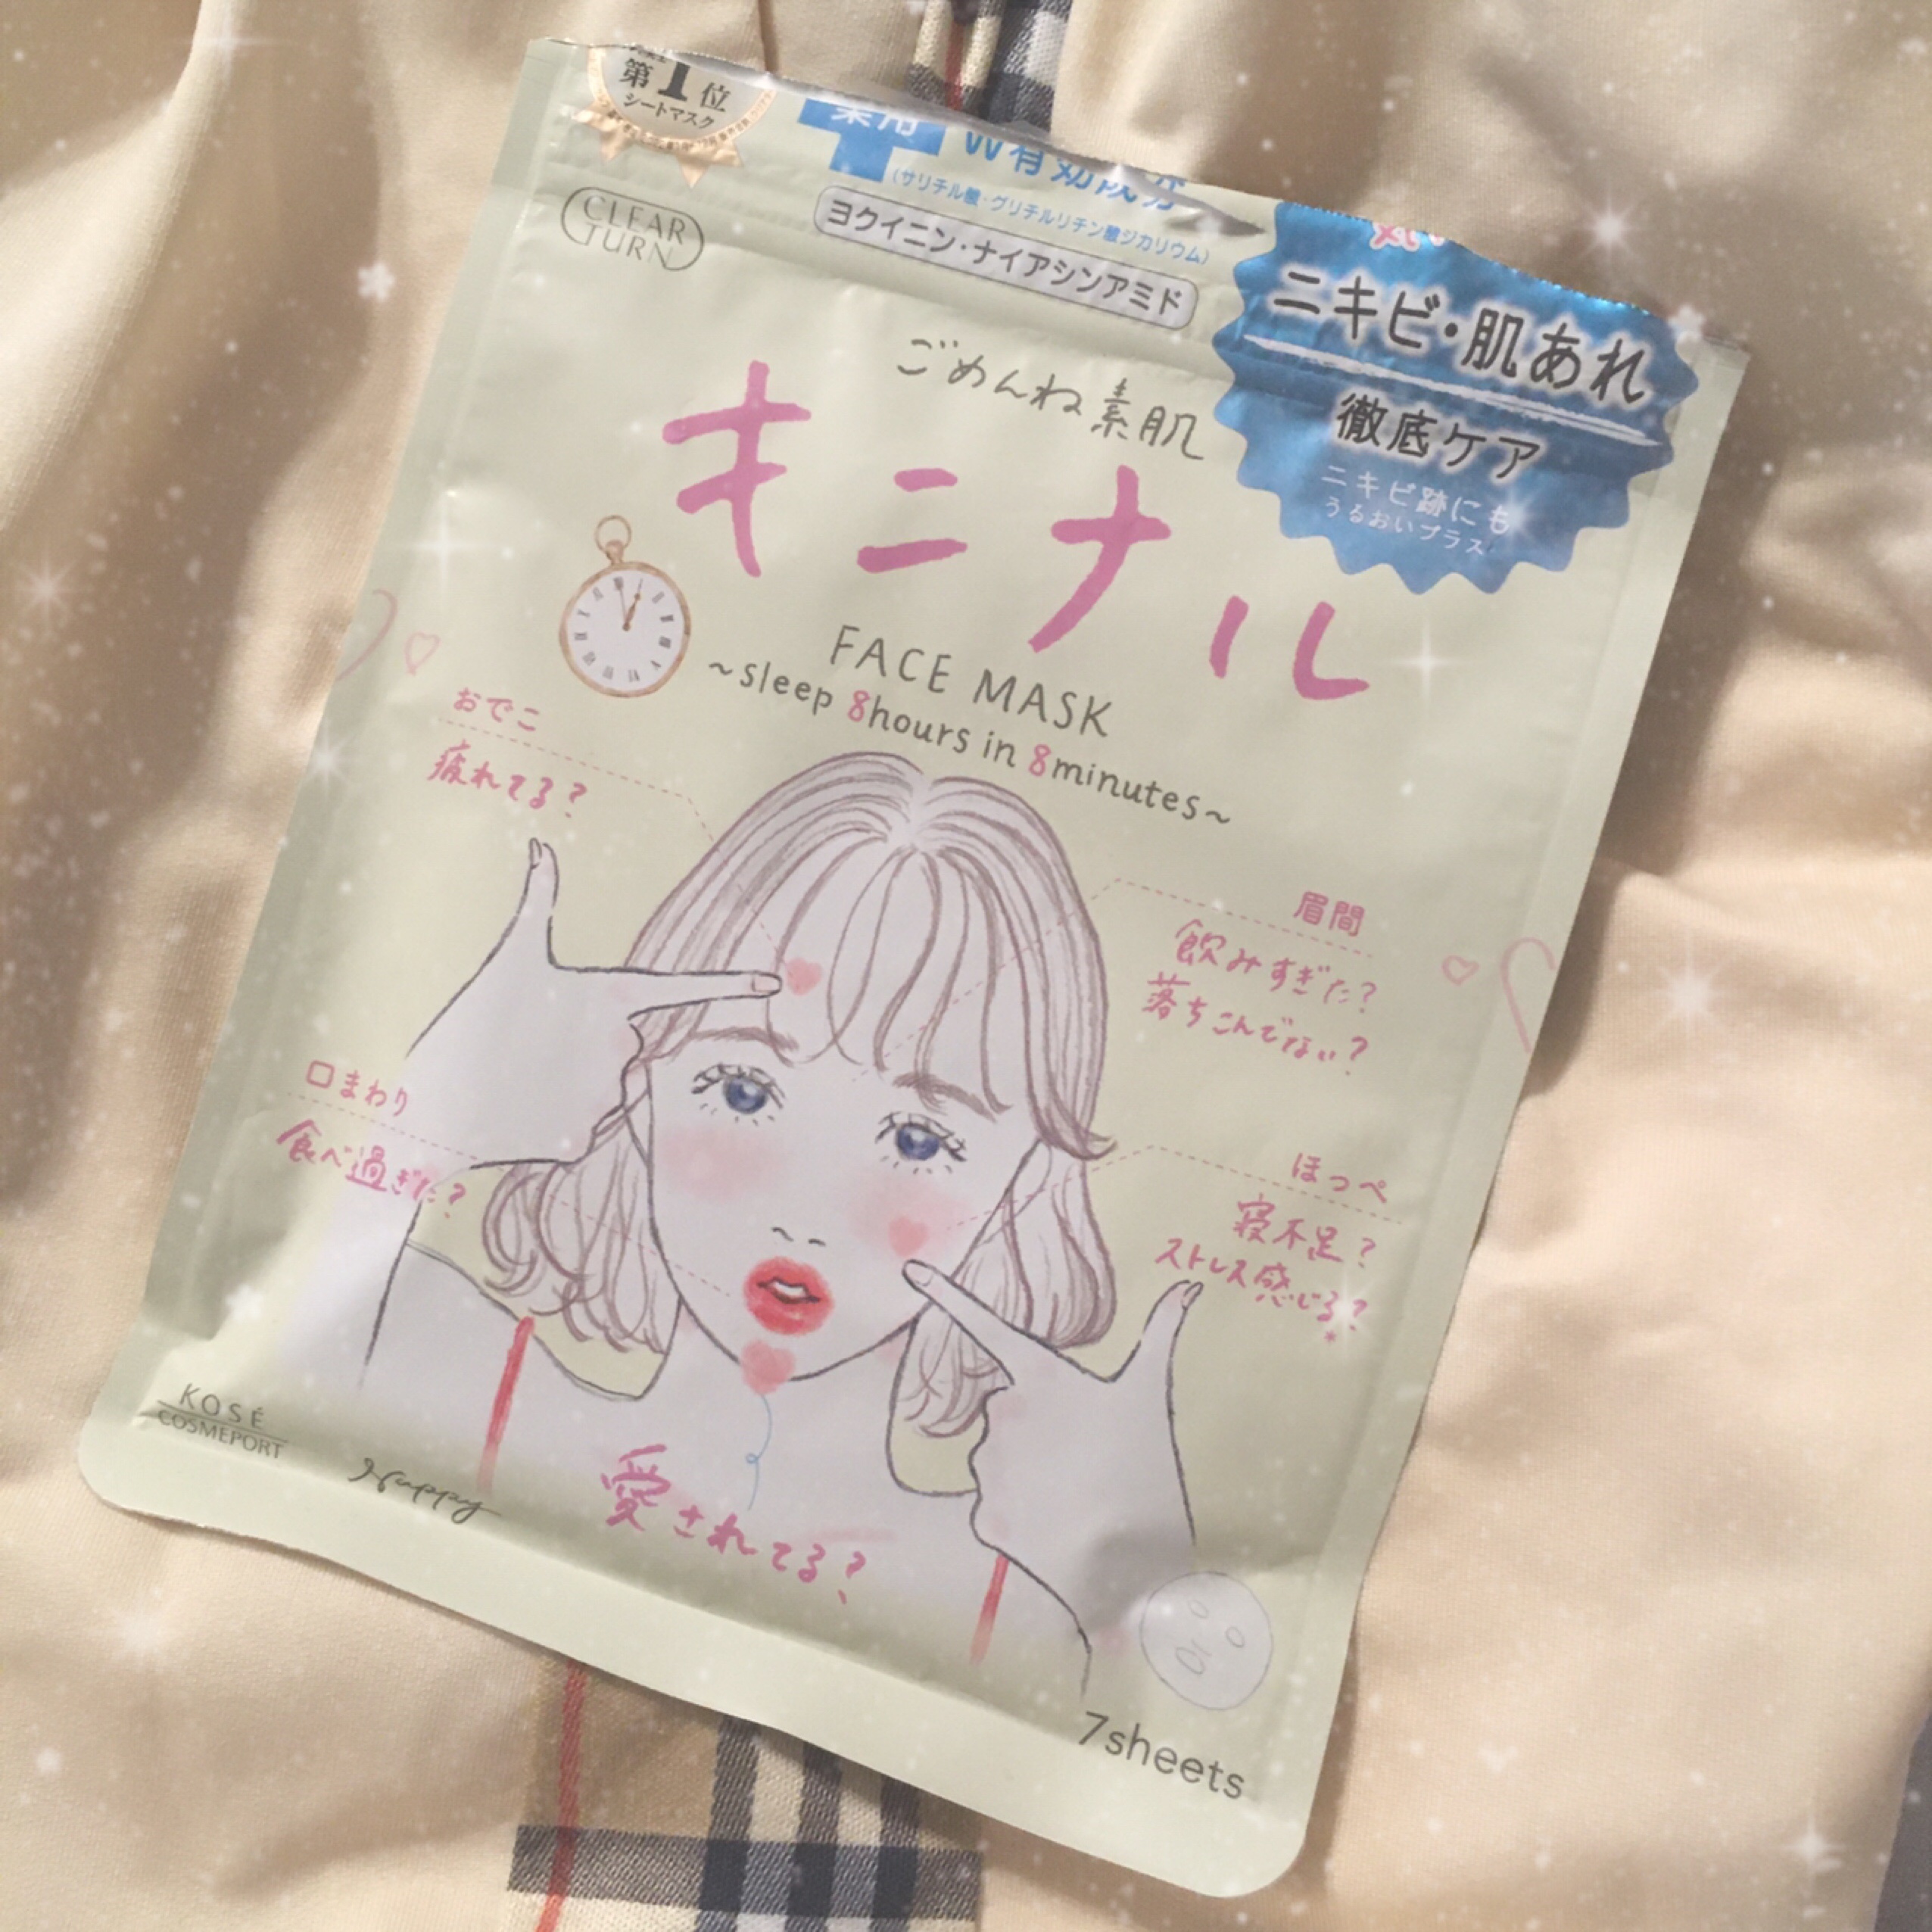 第1位
シートマスク
薬用
W有効成分
(サリチル酸・グリチルリチン酸ジカリウム)
ヨクイニン・ナイアシンアミド
CLEAR
TURN
ニキビ・肌あれ
徹底ケア
ニキビ跡にも
うるおいプラス
ごめんね素肌
キニナル
FACE MASK
~sleep 8hours in 8minutes~
おでこ
疲れてる?
眉間
飲みすぎた?
落ちこんでない?
口まわり
食べ過ぎた?
ほっぺ
寝不足?
ストレス感じる?
愛されてる?
KOSÉ
COSMEPORT
Happy
7sheets